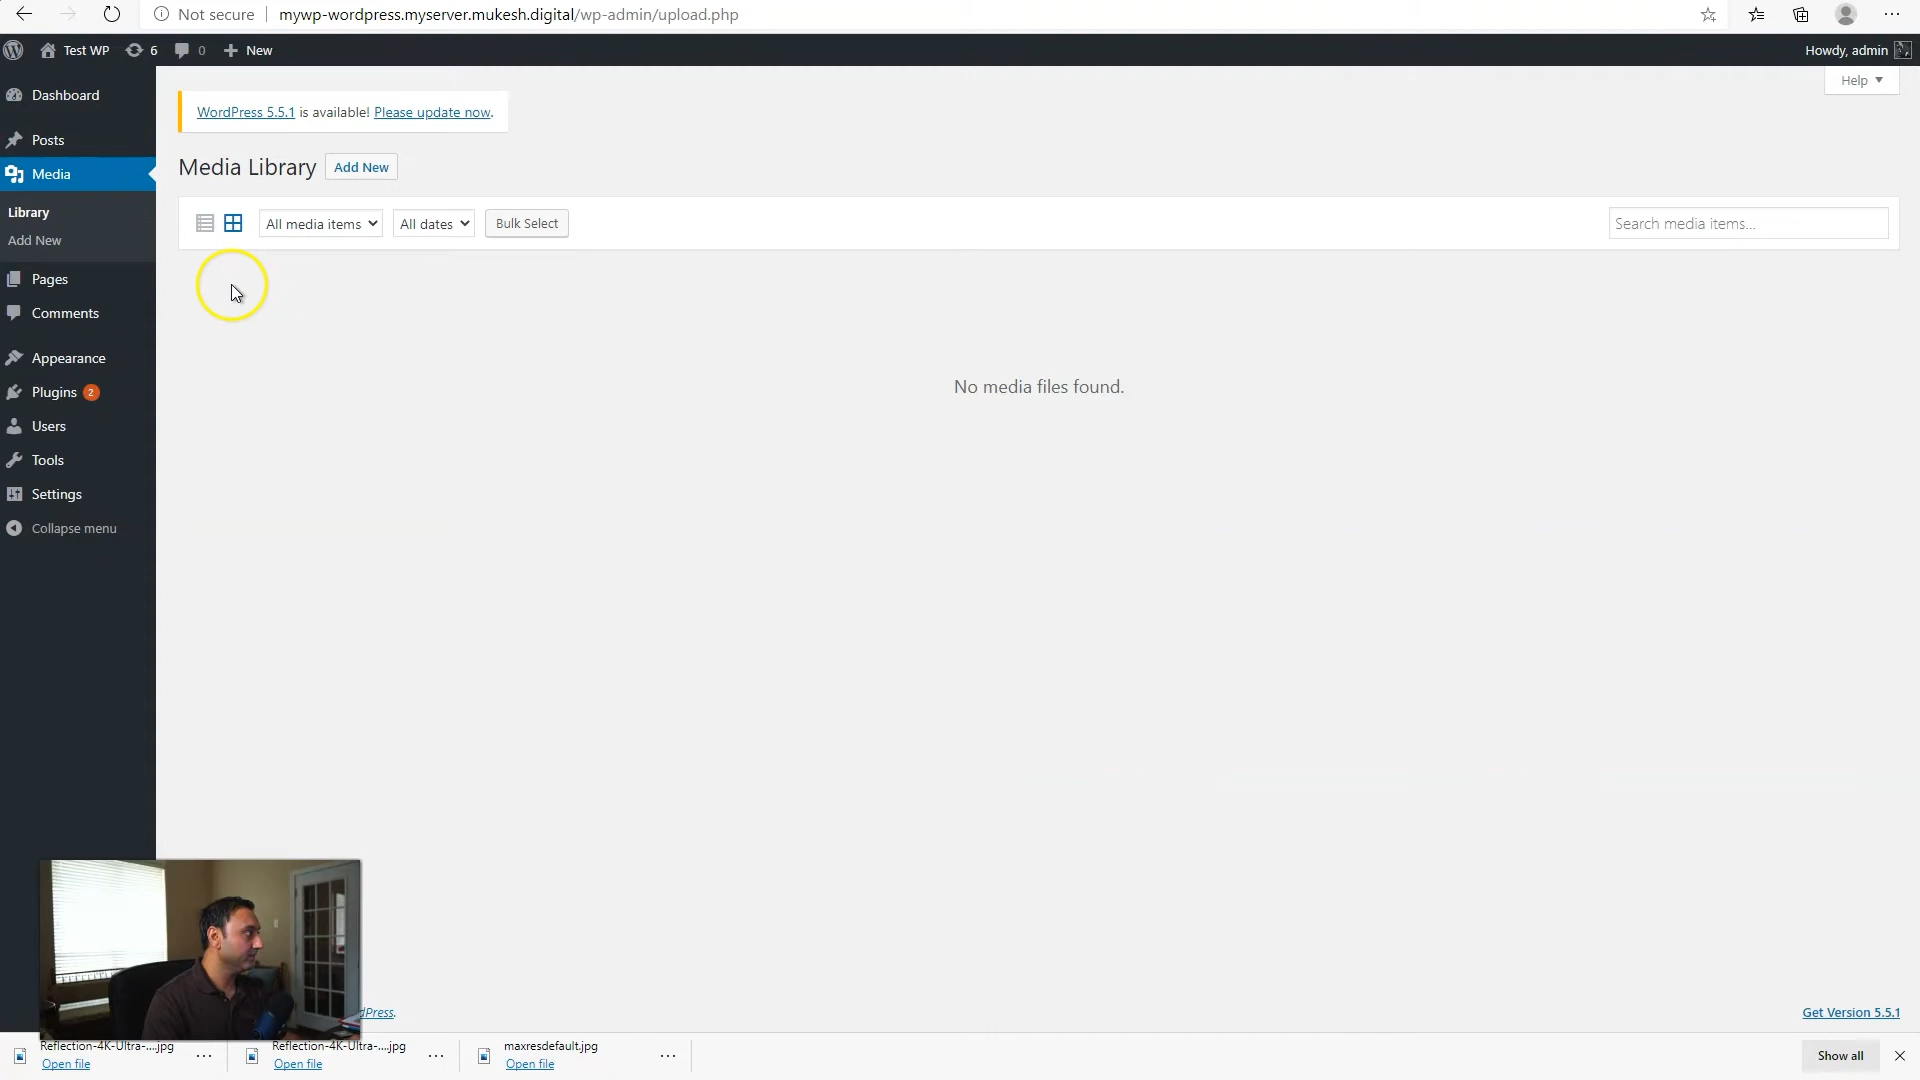 Not secure
mywp-wordpress.myserver.mukesh.digital/wp-admin/upload.php
Test WP
6
0
New
Howdy, admin
Help
Dashboard
Posts
Media
Library
Add New
Pages
Comments
Appearance
Plugins 2
Users
Tools
Settings
Collapse menu
WordPress 5.5.1 is available! Please update now.
Media Library
Add New
All media items
All dates
Bulk Select
Search media items...
No media files found.
dPress.
Get Version 5.5.1
Reflection-4K-Ultra-....jpg
Open file
Reflection-4K-Ultra-....jpg
Open file
maxresdefault.jpg
Open file
Show all